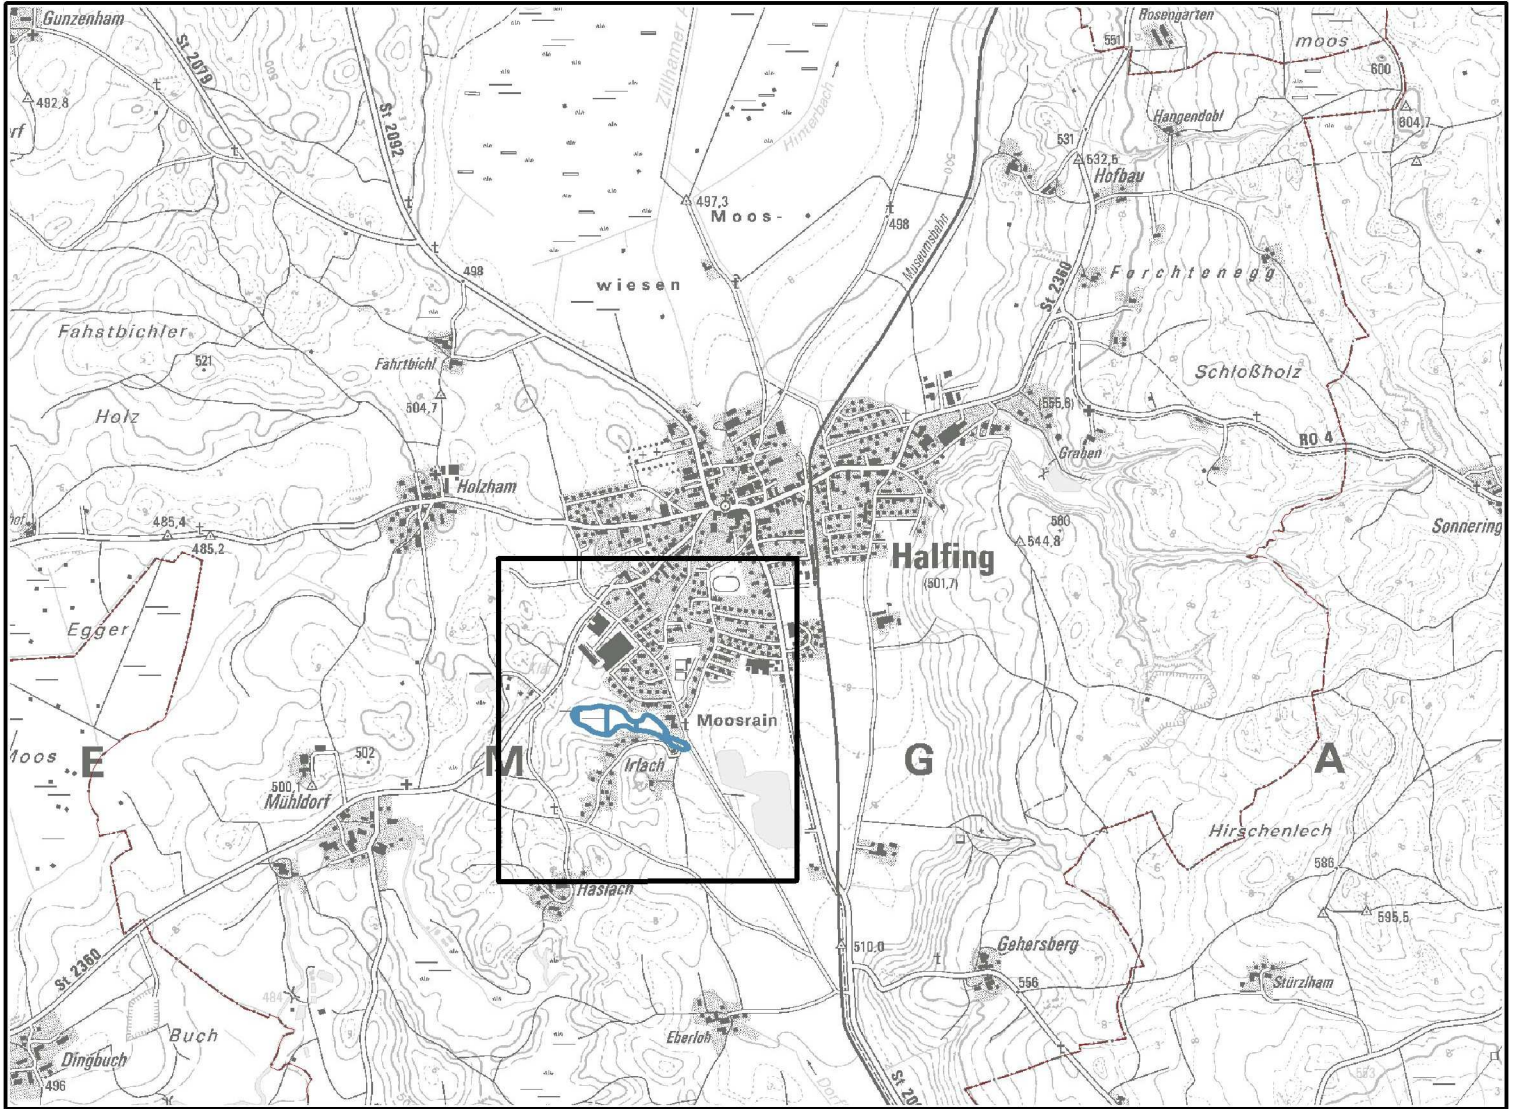 Gunzenham
Rosengarten
St 2079
551
moos
600
492,8
St 2092
Zillhamer
Hinterbach
Hangendobl
604,7
531
532,5
Hofbau
497,3
Moos-
498
500
500
Museumsbahn
498
wiesen
St 2360
Forchtenegg
Fahstbichler
521
Fahrtbichl
Schloßholz
504,7
Holz
(555,6)
Graben
RO 4
Holzham
485,4
485,2
560
544,8
Sonnering
Halfing
(501,7)
Egger
Moosrain
Moos
E
M
G
A
502
500,1
Mühldorf
Irlach
Hirschenlech
586
Haslach
595,5
510,0
Gehersberg
556
St 2360
484
Stürzlham
Buch
Eberloh
Dingbuch
496
553